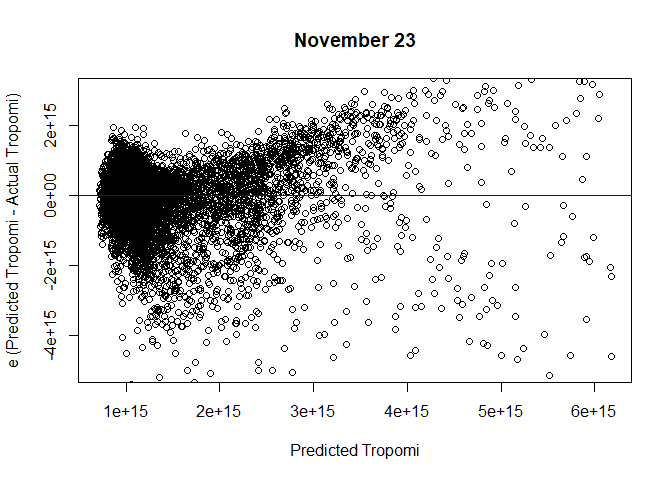 November 23
e (Predicted Tropomi - Actual Tropomi)
2e+15
0e+00
-2e+15
-4e+15
1e+15 2e+15 3e+15 4e+15 5e+15 6e+15
Predicted Tropomi